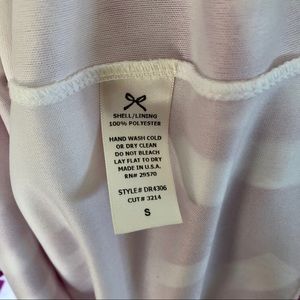 SHELL/LINING
100% POLYESTER
HAND WASH COLD
OR DRY CLEAN
DO NOT BLEACH
LAY FLAT TO DRY
MADE IN U.S.A.
RN# 29570
STYLE# DR4306
CUT# 3214
S